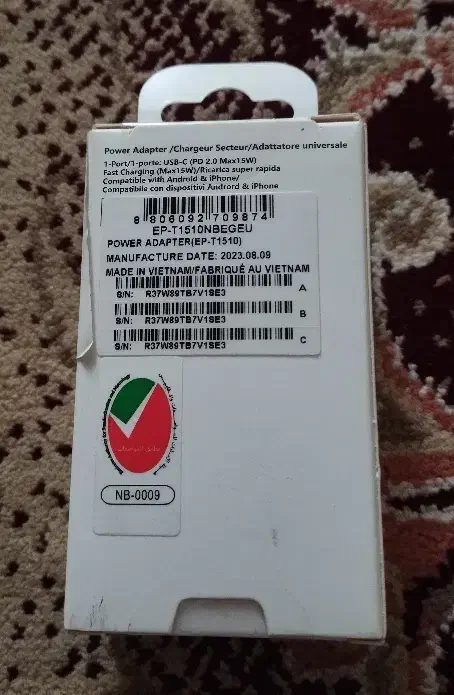 Power Adapter /Chargeur Secteur/Adattatore universale
1-Port/1-porte: USB-C (PD 2.0 Max15W)
Fast Charging (Max15W)/Ricarica super rapida
Compatible with Android & iPhone/
Compatibile con dispositivi Android & iPhone
8 806092 709874
EP-T1510NBEGEU
POWER ADAPTER(EP-T1510)
MANUFACTURE DATE: 2023.08.09
MADE IN VIETNAM/FABRIQUÉ AU VIETNAM
A
S/N: R37W89TB7V1SE3
B
S/N: R37W89TB7V1SE3
C
S/N: R37W89TB7V1SE3
NB-0009